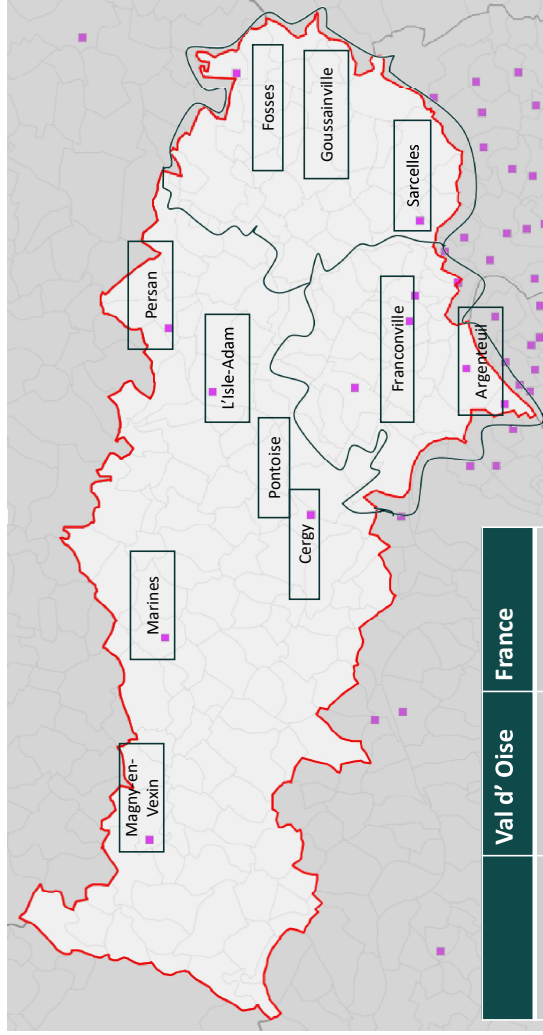 Magny-en-
Vexin
Marines
Persan
L'Isle-Adam
Fosses
Pontoise
Goussainville
Cergy
Franconville
Sarcelles
Argenteuil
Val d' Oise
France